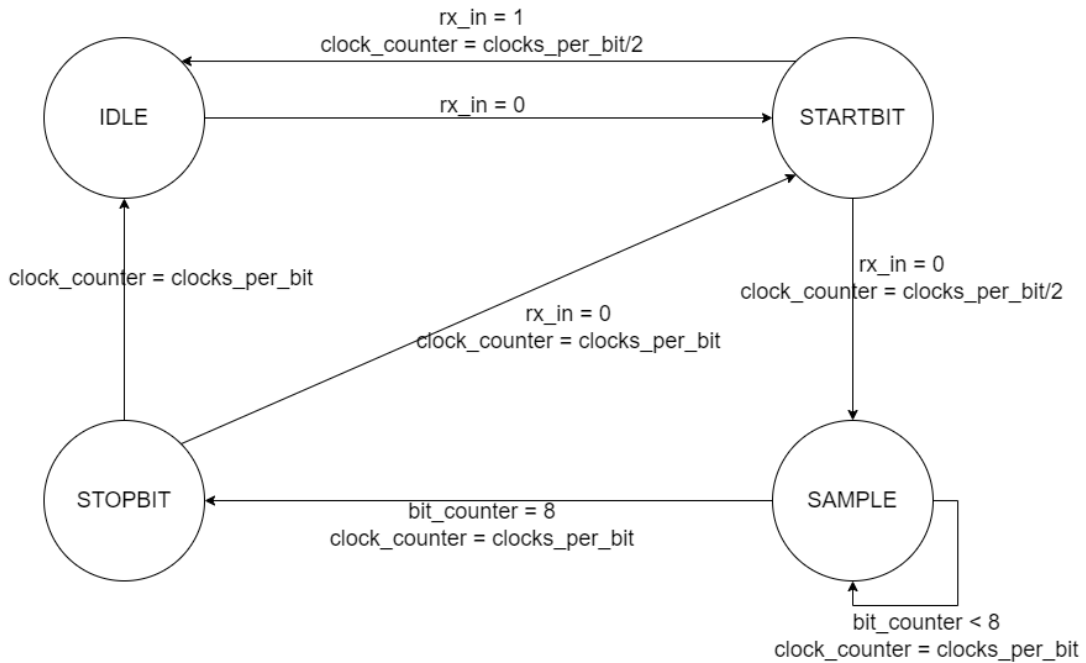 rx_in = 1
clock_counter = clocks_per_bit/2
IDLE
rx_in = 0
STARTBIT
clock_counter = clocks_per_bit
rx_in = 0
clock_counter = clocks_per_bit/2
rx_in = 0
clock_counter = clocks_per_bit
STOPBIT
bit_counter = 8
clock_counter = clocks_per_bit
SAMPLE
bit_counter < 8
clock_counter = clocks_per_bit